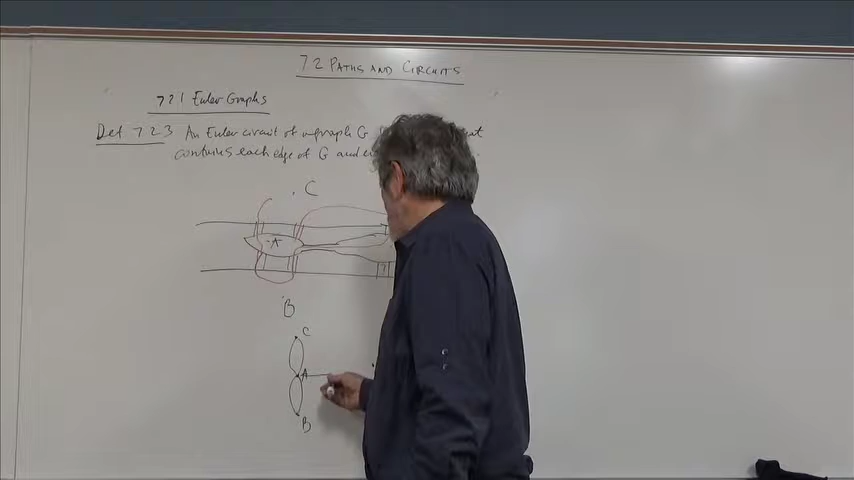 7.2 PATHS AND CIRCUITS
7.2.1 Euler Graphs
Def 7.2.3 An Euler circuit of a graph G
contains each edge of G and
C
A
B
C
A
B